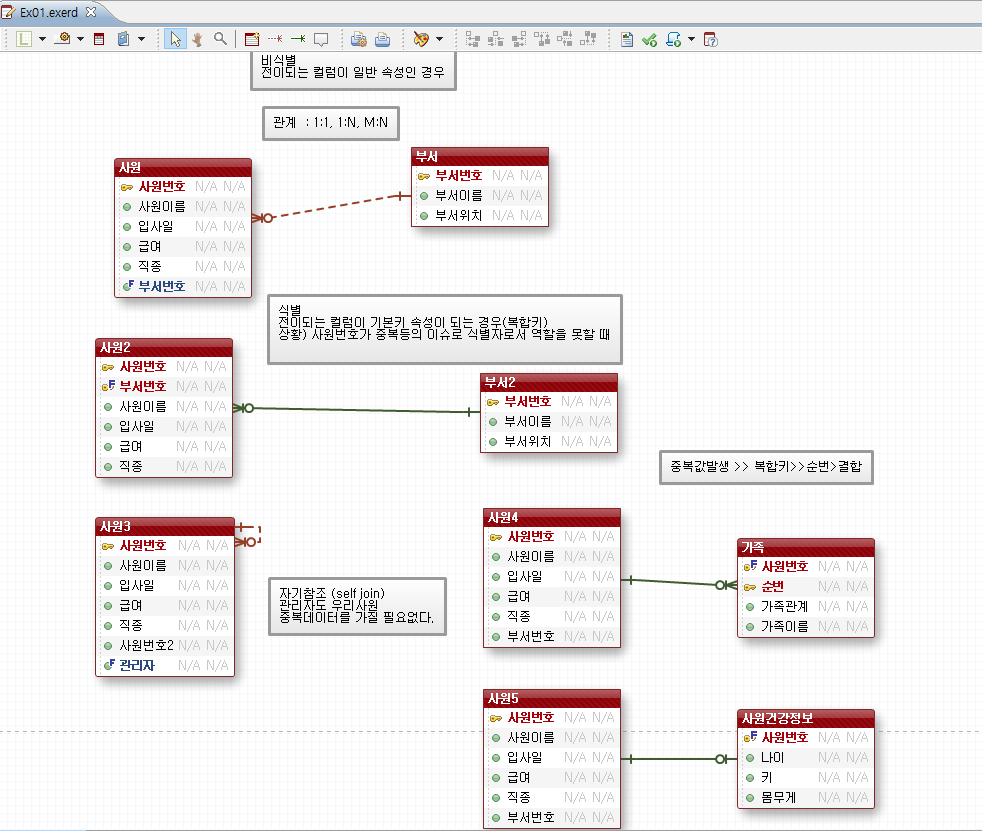 Ex01.exerd
비식별
전이되는 컬럼이 일반 속성인 경우
관계 : 1:1, 1:N, M:N
사원
사원번호 N/A N/A
사원이름 N/A N/A
입사일 N/A N/A
급여 N/A N/A
직종 N/A N/A
부서번호 N/A N/A
부서
부서번호 N/A N/A
부서이름 N/A N/A
부서위치 N/A N/A
식별
전이되는 컬럼이 기본키 속성이 되는 경우(복합키)
상황) 사원번호가 중복등의 이슈로 식별자로서 역할을 못할 때
사원2
사원번호 N/A N/A
부서번호 N/A N/A
사원이름 N/A N/A
입사일 N/A N/A
급여 N/A N/A
직종 N/A N/A
부서2
부서번호 N/A N/A
부서이름 N/A N/A
부서위치 N/A N/A
중복값발생 >> 복합키>>순번>결합
사원3
사원번호 N/A N/A
사원이름 N/A N/A
입사일 N/A N/A
급여 N/A N/A
직종 N/A N/A
사원번호2 N/A N/A
관리자 N/A N/A
자기참조 (self join)
관리자도 우리사원
중복데이터를 가질 필요없다.
사원4
사원번호 N/A N/A
사원이름 N/A N/A
입사일 N/A N/A
급여 N/A N/A
직종 N/A N/A
부서번호 N/A N/A
가족
사원번호 N/A N/A
순번 N/A N/A
가족관계 N/A N/A
가족이름 N/A N/A
사원5
사원번호 N/A N/A
사원이름 N/A N/A
입사일 N/A N/A
급여 N/A N/A
직종 N/A N/A
부서번호 N/A N/A
사원건강정보
사원번호 N/A N/A
나이 N/A N/A
키 N/A N/A
몸무게 N/A N/A